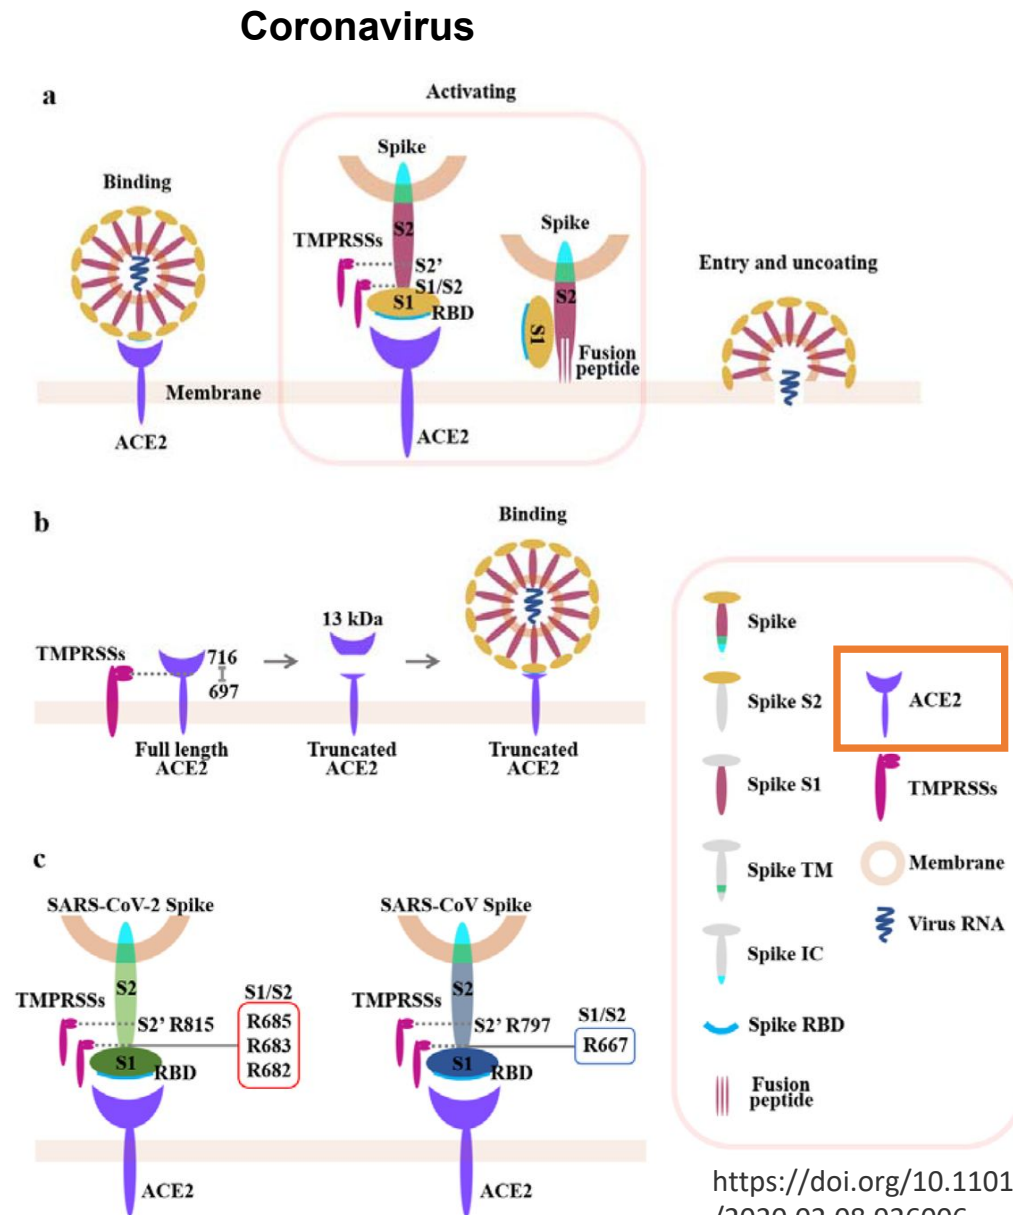 Coronavirus
a
Activating
Binding
Spike
S2
TMPRSSs
S2’
S1/S2
S1
RBD
Spike
S2
S1
Fusion
peptide
Entry and uncoating
Membrane
ACE2
ACE2
b
Binding
13 kDa
TMPRSSs
716
697
Full length
ACE2
Truncated
ACE2
Truncated
ACE2
Spike
Spike S2
ACE2
Spike S1
TMPRSSs
Spike TM
Membrane
Virus RNA
Spike IC
Spike RBD
Fusion
peptide
c
SARS-CoV-2 Spike
S2
TMPRSSs
S2’ R815
S1/S2
R685
R683
R682
S1
RBD
ACE2
SARS-CoV Spike
S2
TMPRSSs
S2’ R797
S1/S2
R667
S1
RBD
ACE2
https://doi.org/10.1101
/2020.02.08.926006